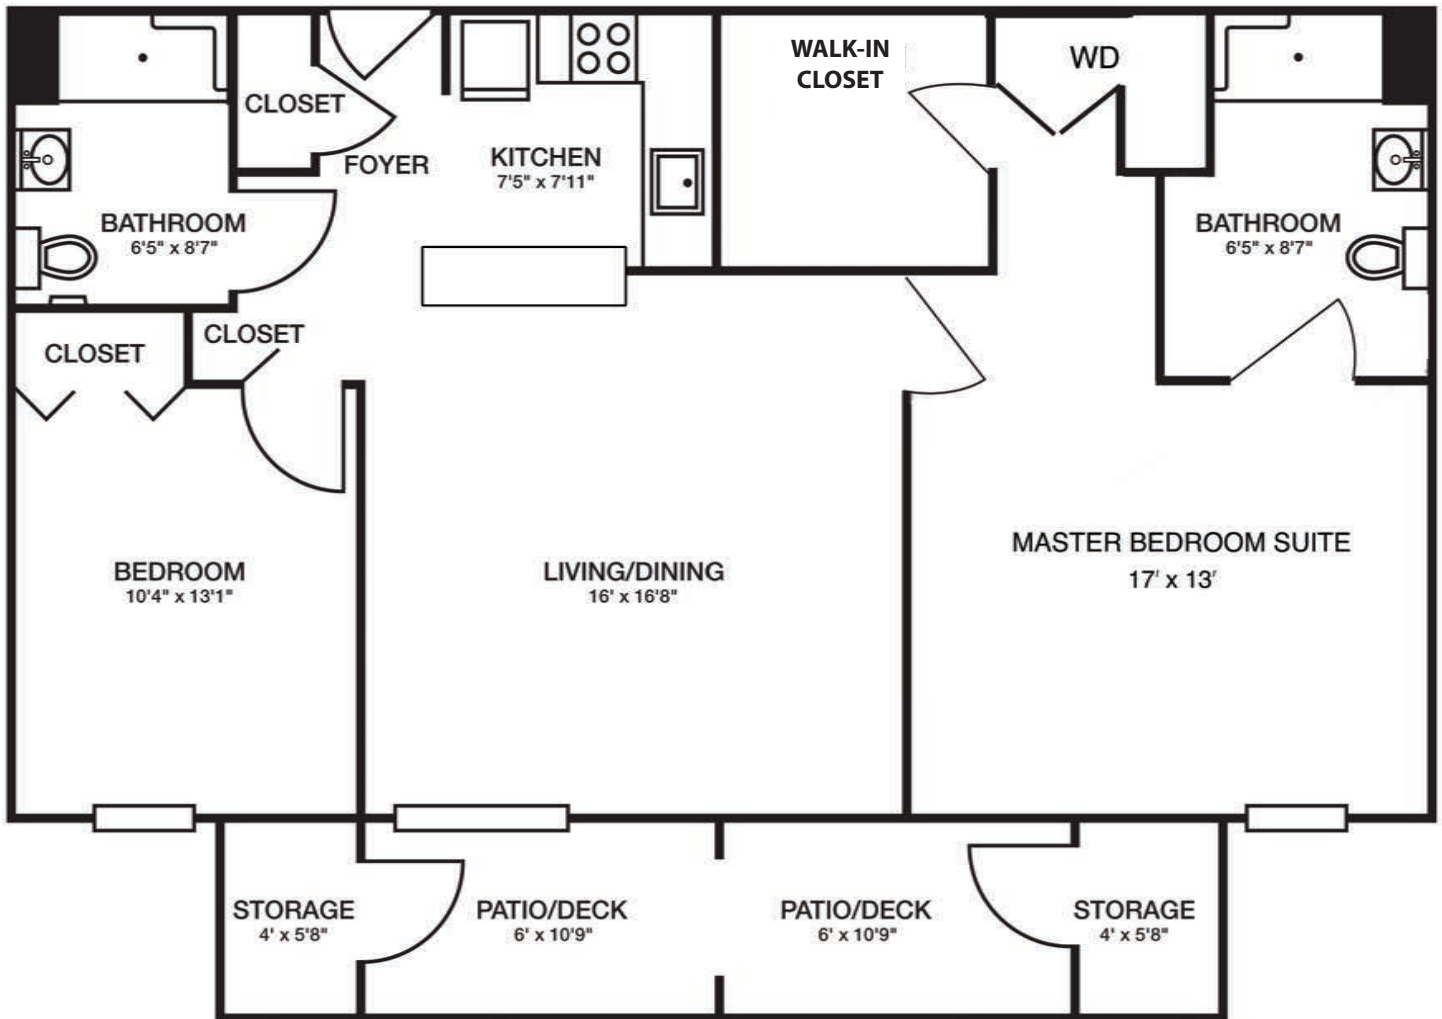 WALK-IN
CLOSET
WD
CLOSET
FOYER
KITCHEN
7'5" x 7'11"
BATHROOM
6'5" x 8'7"
BATHROOM
6'5" x 8'7"
CLOSET
CLOSET
MASTER BEDROOM SUITE
17' x 13'
BEDROOM
10'4" x 13'1"
LIVING/DINING
16' x 16'8"
STORAGE
4' x 5'8"
PATIO/DECK
6' x 10'9"
PATIO/DECK
6' x 10'9"
STORAGE
4' x 5'8"